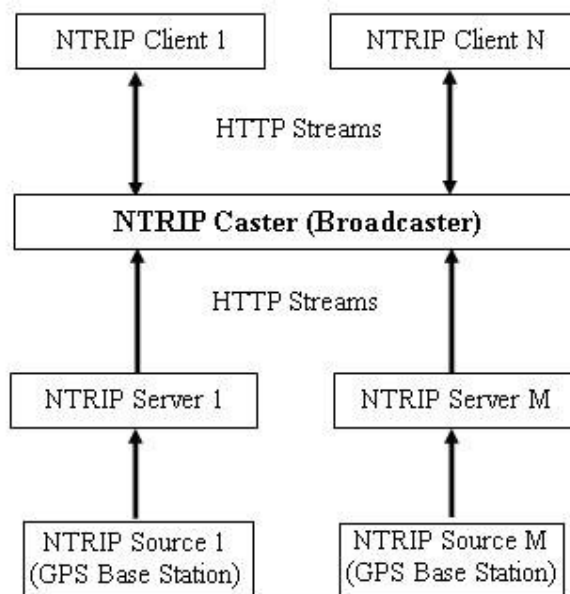 NTRIP Client 1
NTRIP Client N
HTTP Streams
NTRIP Caster (Broadcaster)
HTTP Streams
NTRIP Server 1
NTRIP Server M
NTRIP Source 1
(GPS Base Station)
NTRIP Source M
(GPS Base Station)